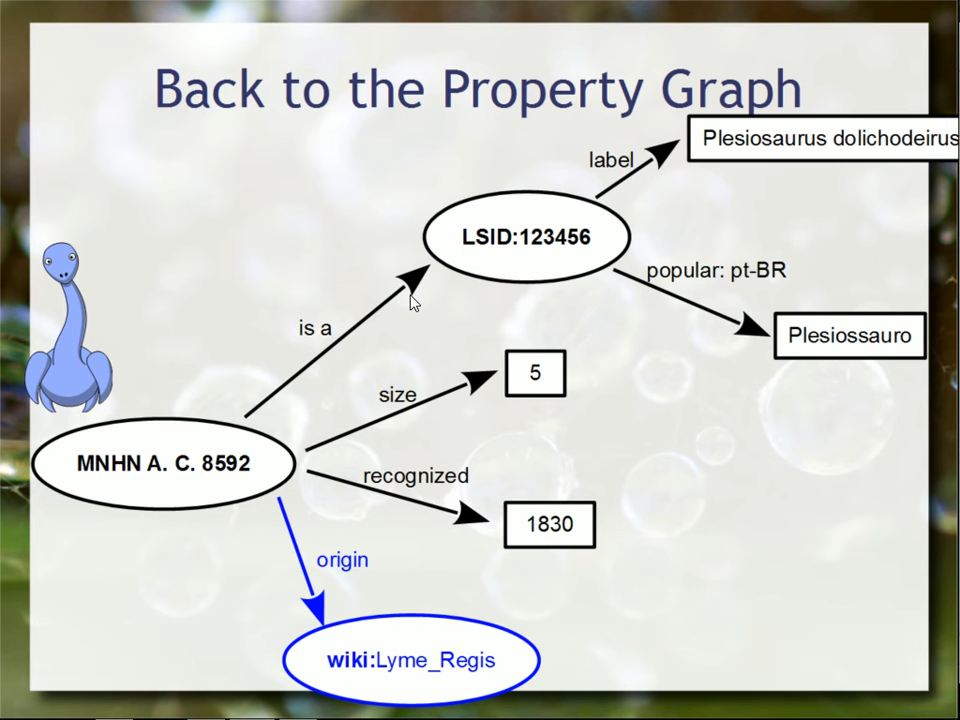 Back to the Property Graph
Plesiosaurus dolichodeirus
label
LSID:123456
popular: pt-BR
Plesiossauro
is a
5
size
MNHN A. C. 8592
recognized
1830
origin
wiki:Lyme_Regis